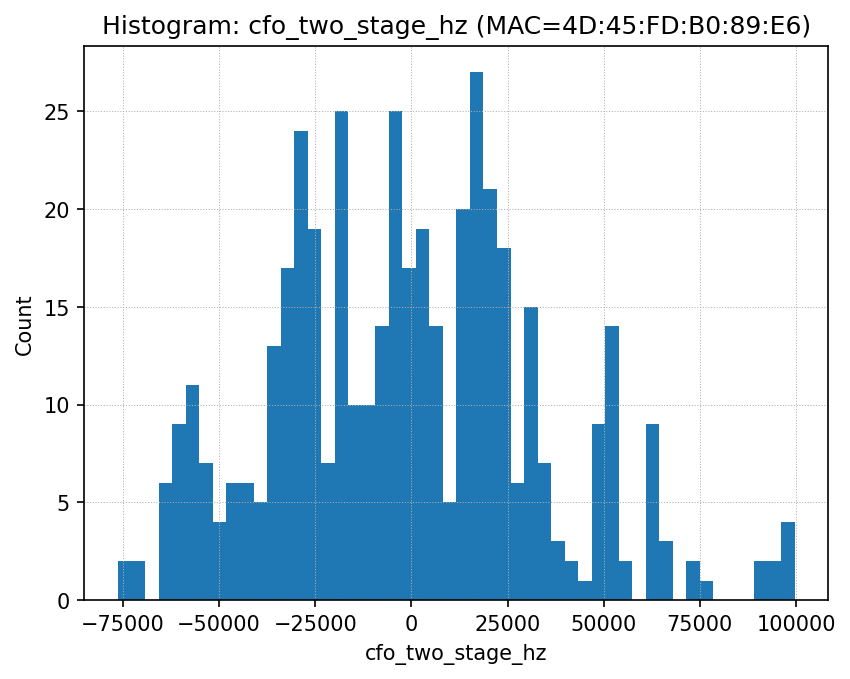 Histogram: cfo_two_stage_hz (MAC=4D:45:FD:B0:89:E6)
25
20
15
10
5
0
Count
−75000 −50000 −25000 0 25000 50000 75000 100000
cfo_two_stage_hz